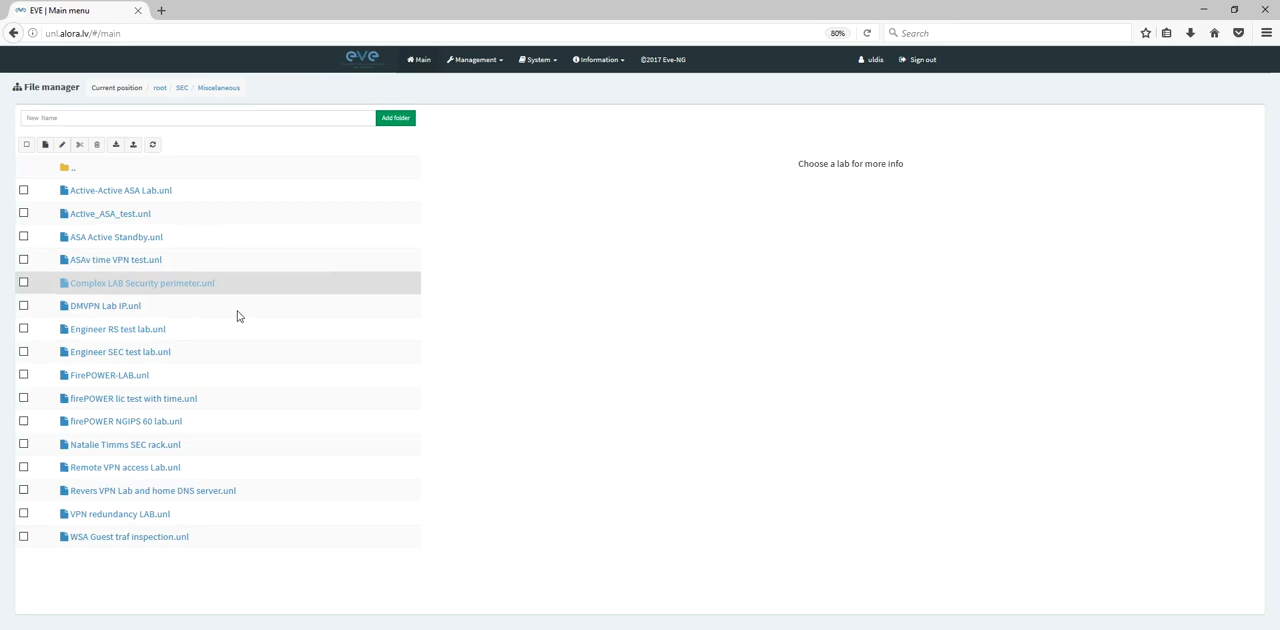 EVE | Main menu
unl.alora.lv/#/main
80%
Search
eve
Main
Management
System
Information
©2017 Eve-NG
uldis
Sign out
File manager
Current position / root / SEC / Miscelaneous
New Name
Add folder
..
Choose a lab for more info
Active-Active ASA Lab.unl
Active_ASA_test.unl
ASA Active Standby.unl
ASAv time VPN test.unl
Complex LAB Security perimeter.unl
DMVPN Lab IP.unl
Engineer RS test lab.unl
Engineer SEC test lab.unl
FirePOWER-LAB.unl
firePOWER lic test with time.unl
firePOWER NGIPS 60 lab.unl
Natalie Timms SEC rack.unl
Remote VPN access Lab.unl
Revers VPN Lab and home DNS server.unl
VPN redundancy LAB.unl
WSA Guest traf inspection.unl